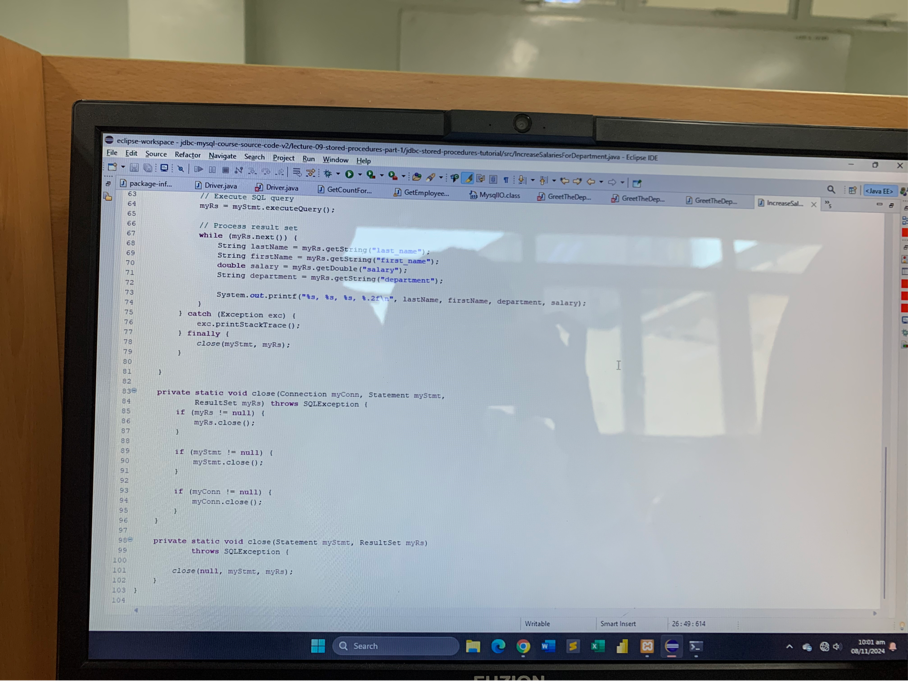 eclipse-workspace - jdbc-mysql-course-source-code-v2/lecture-09-stored-procedures-part-1/jdbc-stored-procedures-tutorial/src/IncreaseSalariesForDepartment.java - Eclipse IDE
File Edit Source Refactor Navigate Search Project Run Window Help
<Java EE>
package-inf... Driver.java Driver.java GetCountFor... GetEmployee... MysqlIO.class GreetTheDep... GreetTheDep... GreetTheDep... IncreaseSal...
63 // Execute SQL query
64 myRs = myStmt.executeQuery();
65
66 // Process result set
67 while (myRs.next()) {
68 String lastName = myRs.getString("last_name");
69 String firstName = myRs.getString("first_name");
70 double salary = myRs.getDouble("salary");
71 String department = myRs.getString("department");
72
73 System.out.printf("%s, %s, %s, %.2f\n", lastName, firstName, department, salary);
74 }
75 } catch (Exception exc) {
76 exc.printStackTrace();
77 } finally {
78 close(myStmt, myRs);
79 }
80
81 }
82
83 private static void close(Connection myConn, Statement myStmt,
84 ResultSet myRs) throws SQLException {
85 if (myRs != null) {
86 myRs.close();
87 }
88
89 if (myStmt != null) {
90 myStmt.close();
91 }
92
93 if (myConn != null) {
94 myConn.close();
95 }
96 }
97
98 private static void close(Statement myStmt, ResultSet myRs)
99 throws SQLException {
100
101 close(null, myStmt, myRs);
102 }
103 }
104
Writable Smart Insert 26:49:614
Search
10:01 am
08/11/2024